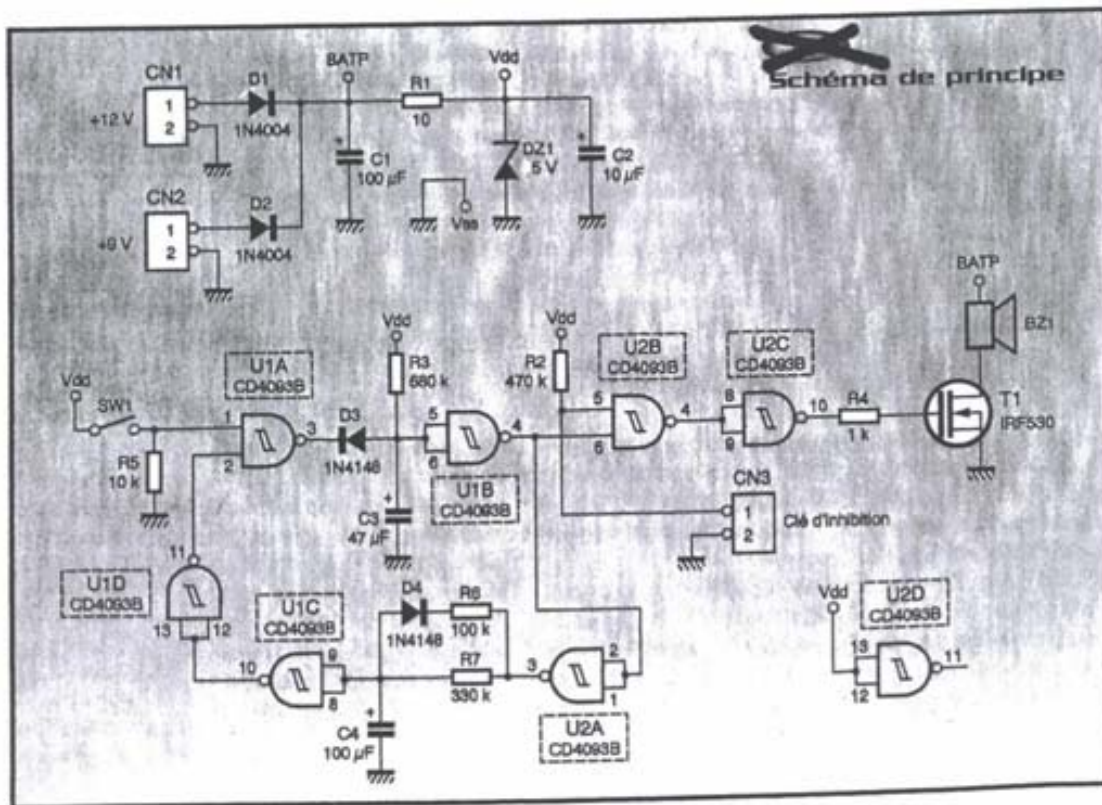 Schéma de principe
CN1
1
2
+12 V
D1
1N4004
BATP
R1
10
Vdd
C1
100 µF
DZ1
5 V
C2
10 µF
Vss
CN2
1
2
+9 V
D2
1N4004
Vdd
SW1
R5
10 k
U1A
CD4093B
1
2
3
D3
1N4148
Vdd
R3
680 k
C3
47 µF
U1B
CD4093B
5
6
4
Vdd
R2
470 k
U2B
CD4093B
5
6
4
U2C
CD4093B
8
9
10
R4
1 k
BATP
BZ1
T1
IRF530
CN3
1
2
Clé d'inhibition
U1D
CD4093B
11
13
12
U1C
CD4093B
10
9
8
D4
1N4148
R6
100 k
R7
330 k
C4
100 µF
U2A
CD4093B
3
2
1
Vdd
U2D
CD4093B
13
12
11